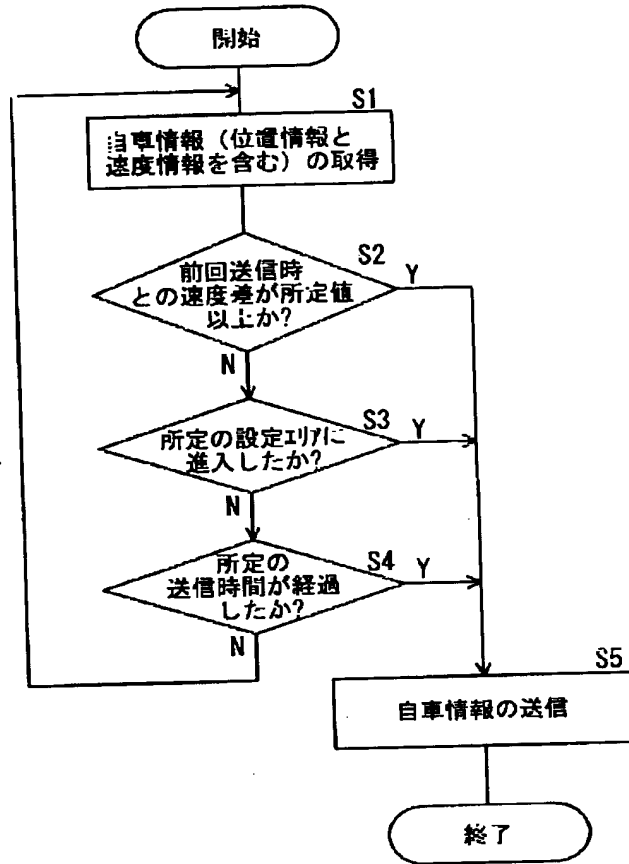 開始
S1
自車情報（位置情報と
速度情報を含む）の取得
S2
前回送信時
との速度差が所定値
以上か?
Y
N
S3
所定の設定ｴﾘｱに
進入したか?
Y
N
S4
所定の
送信時間が経過
したか?
Y
N
S5
自車情報の送信
終了